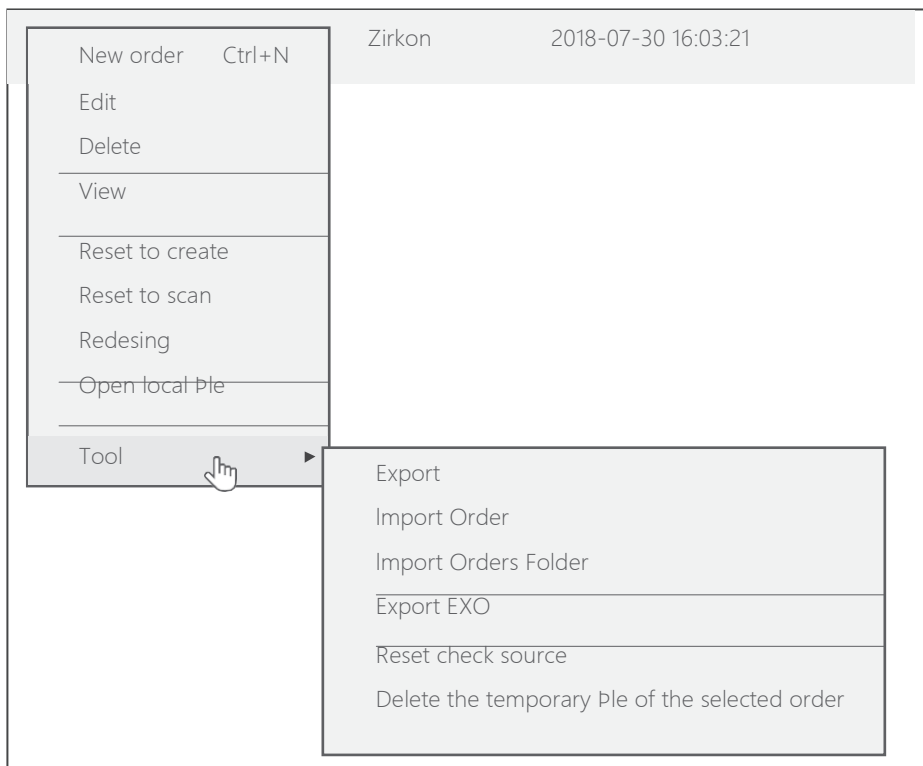 Zirkon 2018-07-30 16:03:21
New order Ctrl+N
Edit
Delete
View
Reset to create
Reset to scan
Redesing
Open local Þle
Tool
Export
Import Order
Import Orders Folder
Export EXO
Reset check source
Delete the temporary Þle of the selected order